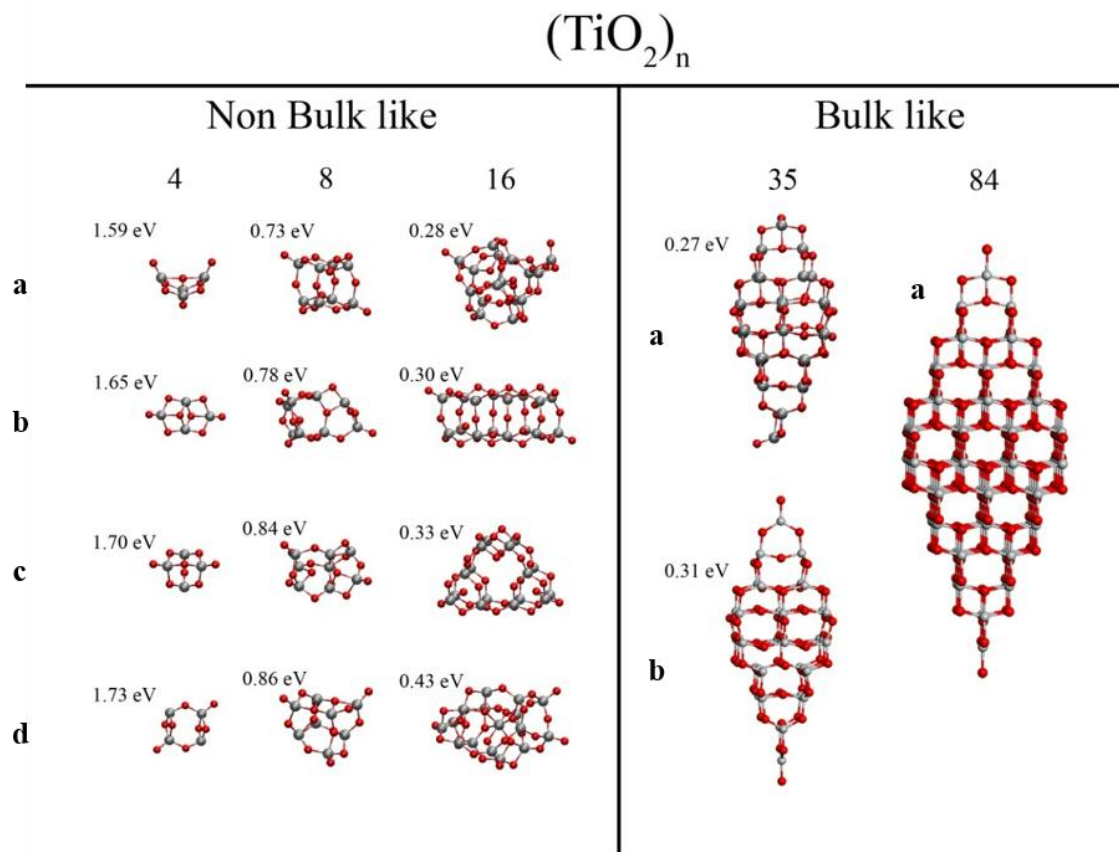 (TiO₂)ₙ
Non Bulk like
4 8 16
1.59 eV 0.73 eV 0.28 eV
a
1.65 eV 0.78 eV 0.30 eV
b
1.70 eV 0.84 eV 0.33 eV
c
1.73 eV 0.86 eV 0.43 eV
d
Bulk like
35 84
0.27 eV
a
a
0.31 eV
b